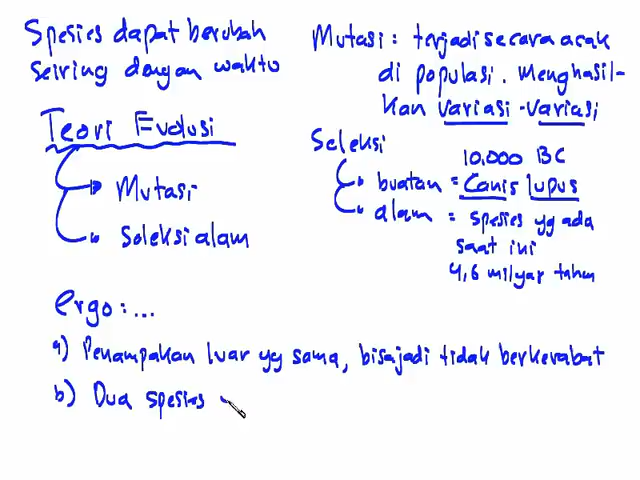 Spesies dapat berubah
seiring dengan waktu
Teori Evolusi
Mutasi
Seleksi alam
Mutasi : terjadi secara acak
di populasi. Menghasil-
kan variasi-variasi
Seleksi
10.000 BC
buatan = Canis lupus
alam = spesies yg ada
saat ini
4,6 milyar tahun
ergo : ...
a) Penampakan luar yg sama, bisajadi tidak berkerabat
b) Dua spesies